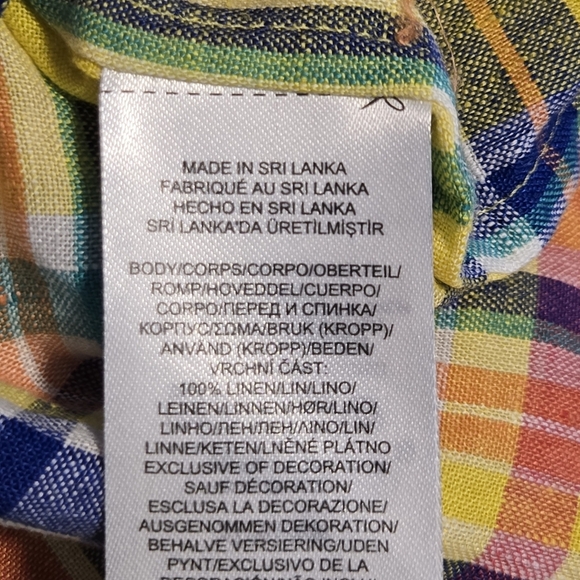 MADE IN SRI LANKA
FABRIQUÉ AU SRI LANKA
HECHO EN SRI LANKA
SRİ LANKA'DA ÜRETİLMİŞTİR
BODY/CORPS/CORPO/OBERTEIL/
ROMP/HOVEDDEL/CUERPO/
CORPO/ПЕРЕД И СПИНКА/
КОРПУС/ΣΩΜΑ/BRUK (KROPP)/
ANVÄND (KROPP)/BEDEN/
VRCHNÍ ČÁST:
100% LINEN/LIN/LINO/
LEINEN/LINNEN/HØR/LINO/
LINHO/ЛЕН/ЛЕН/ΛΙΝΟ/LIN/
LINNE/KETEN/LNĚNÉ PLÁTNO
EXCLUSIVE OF DECORATION/
SAUF DÉCORATION/
ESCLUSA LA DECORAZIONE/
AUSGENOMMEN DEKORATION/
BEHALVE VERSIERING/UDEN
PYNT/EXCLUSIVO DE LA